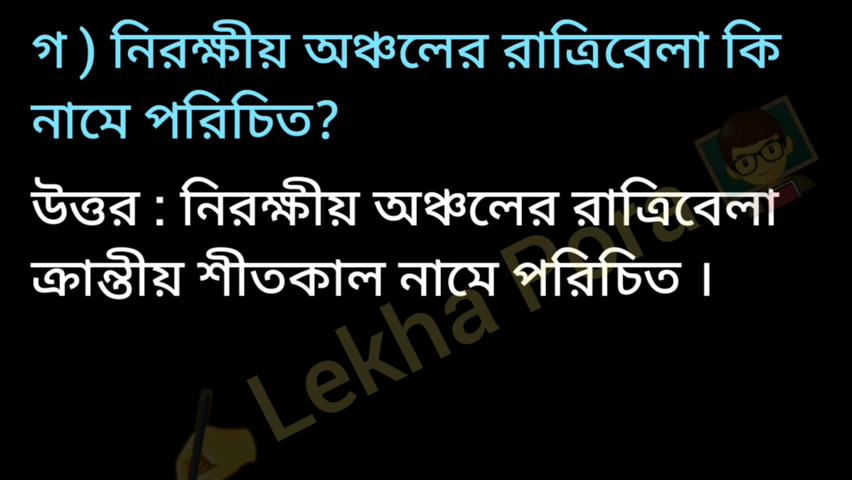 গ ) নিরক্ষীয় অঞ্চলের রাত্রিবেলা কি
নামে পরিচিত?
উত্তর : নিরক্ষীয় অঞ্চলের রাত্রিবেলা
ক্রান্তীয় শীতকাল নামে পরিচিত ।
Lekha Pora